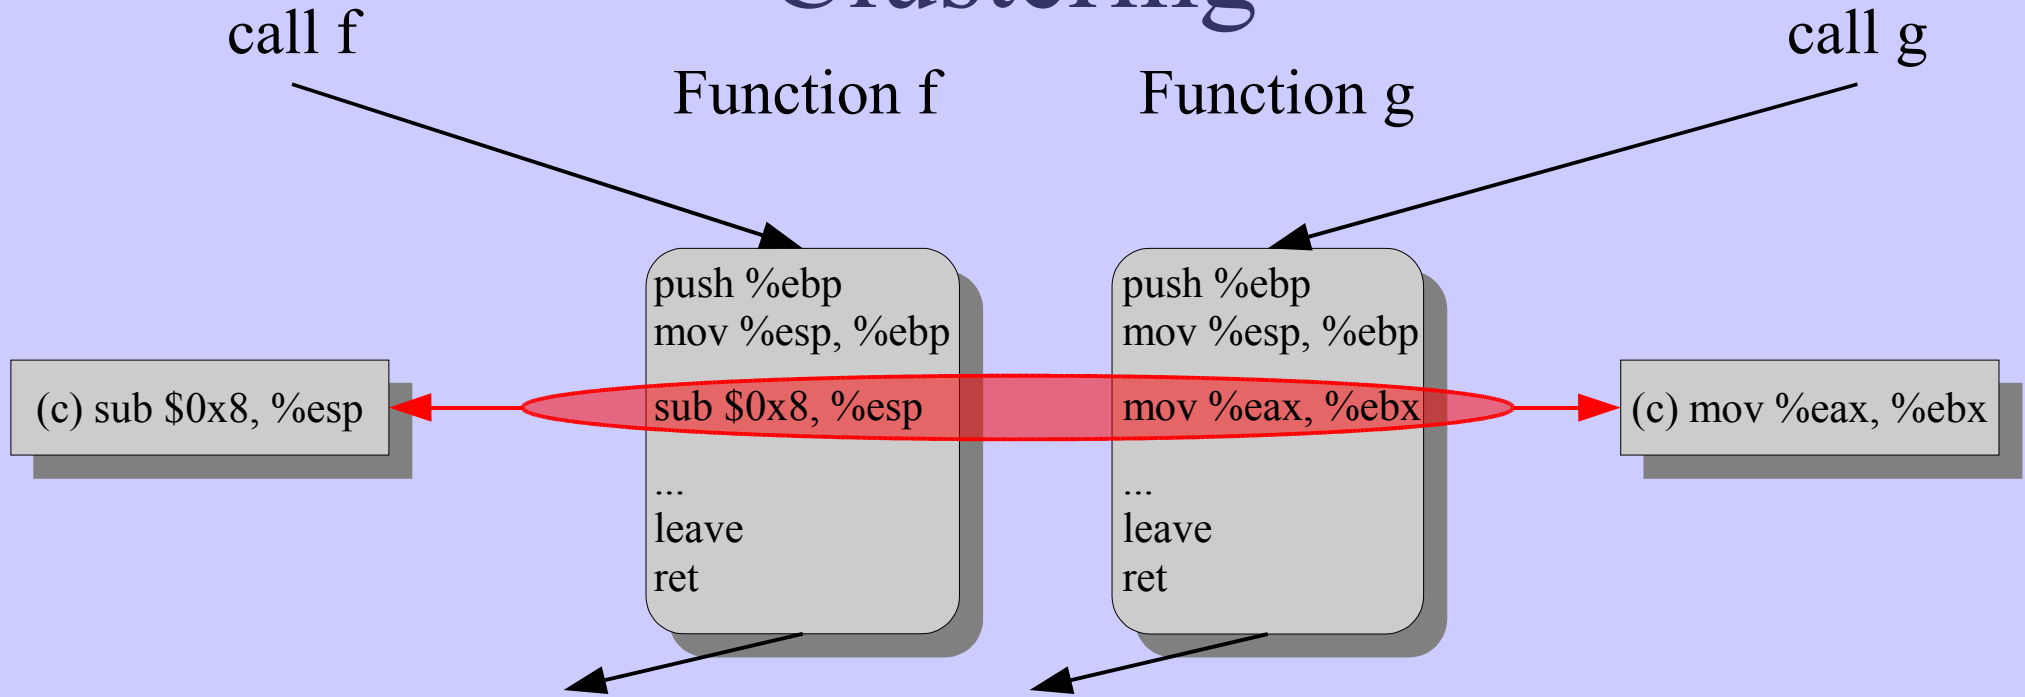 Clustering
call f
call g
Function f
Function g
push %ebp
mov %esp, %ebp
sub $0x8, %esp
...
leave
ret
push %ebp
mov %esp, %ebp
mov %eax, %ebx
...
leave
ret
(c) sub $0x8, %esp
(c) mov %eax, %ebx